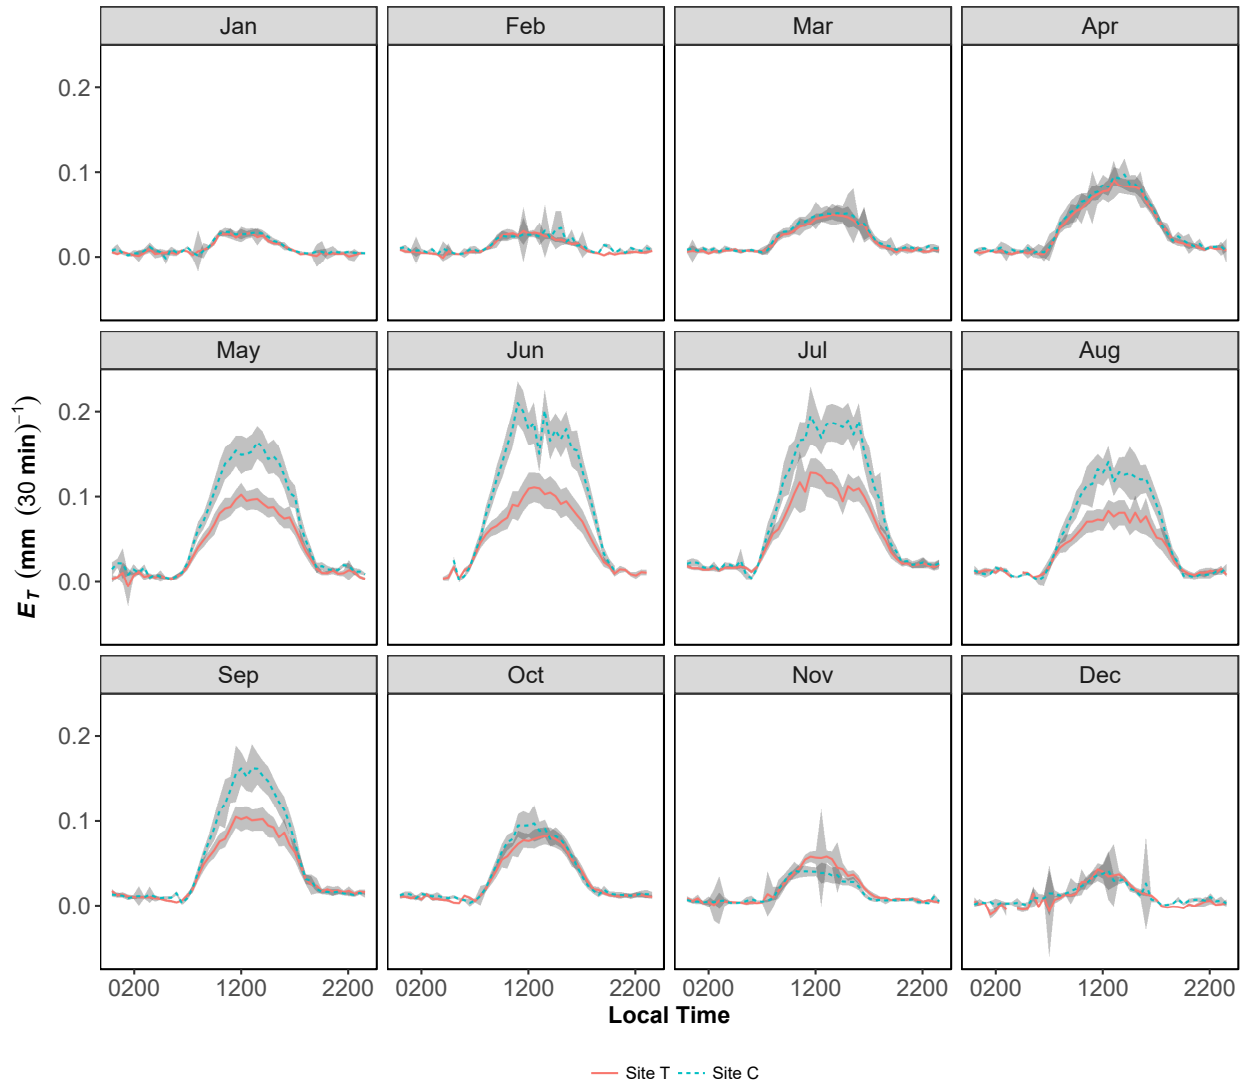 Jan Feb Mar Apr
0.2
0.1
0.0
May Jun Jul Aug
0.2
0.1
0.0
E_T (mm (30 min)⁻¹)
Sep Oct Nov Dec
0.2
0.1
0.0
0200 1200 2200 0200 1200 2200 0200 1200 2200 0200 1200 2200
Local Time
Site T Site C